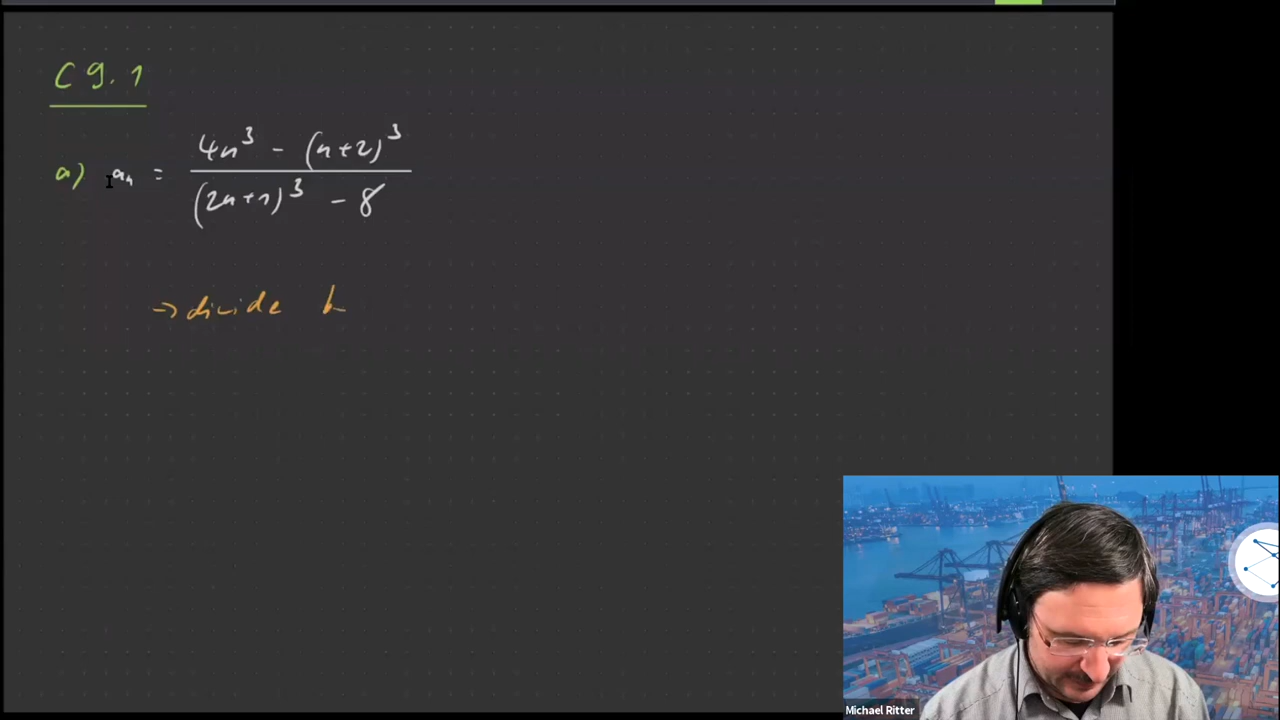 C 9.1
a) aₙ = (4n³ - (n+2)³) / ((2n+1)³ - 8)
→ divide b
Michael Ritter